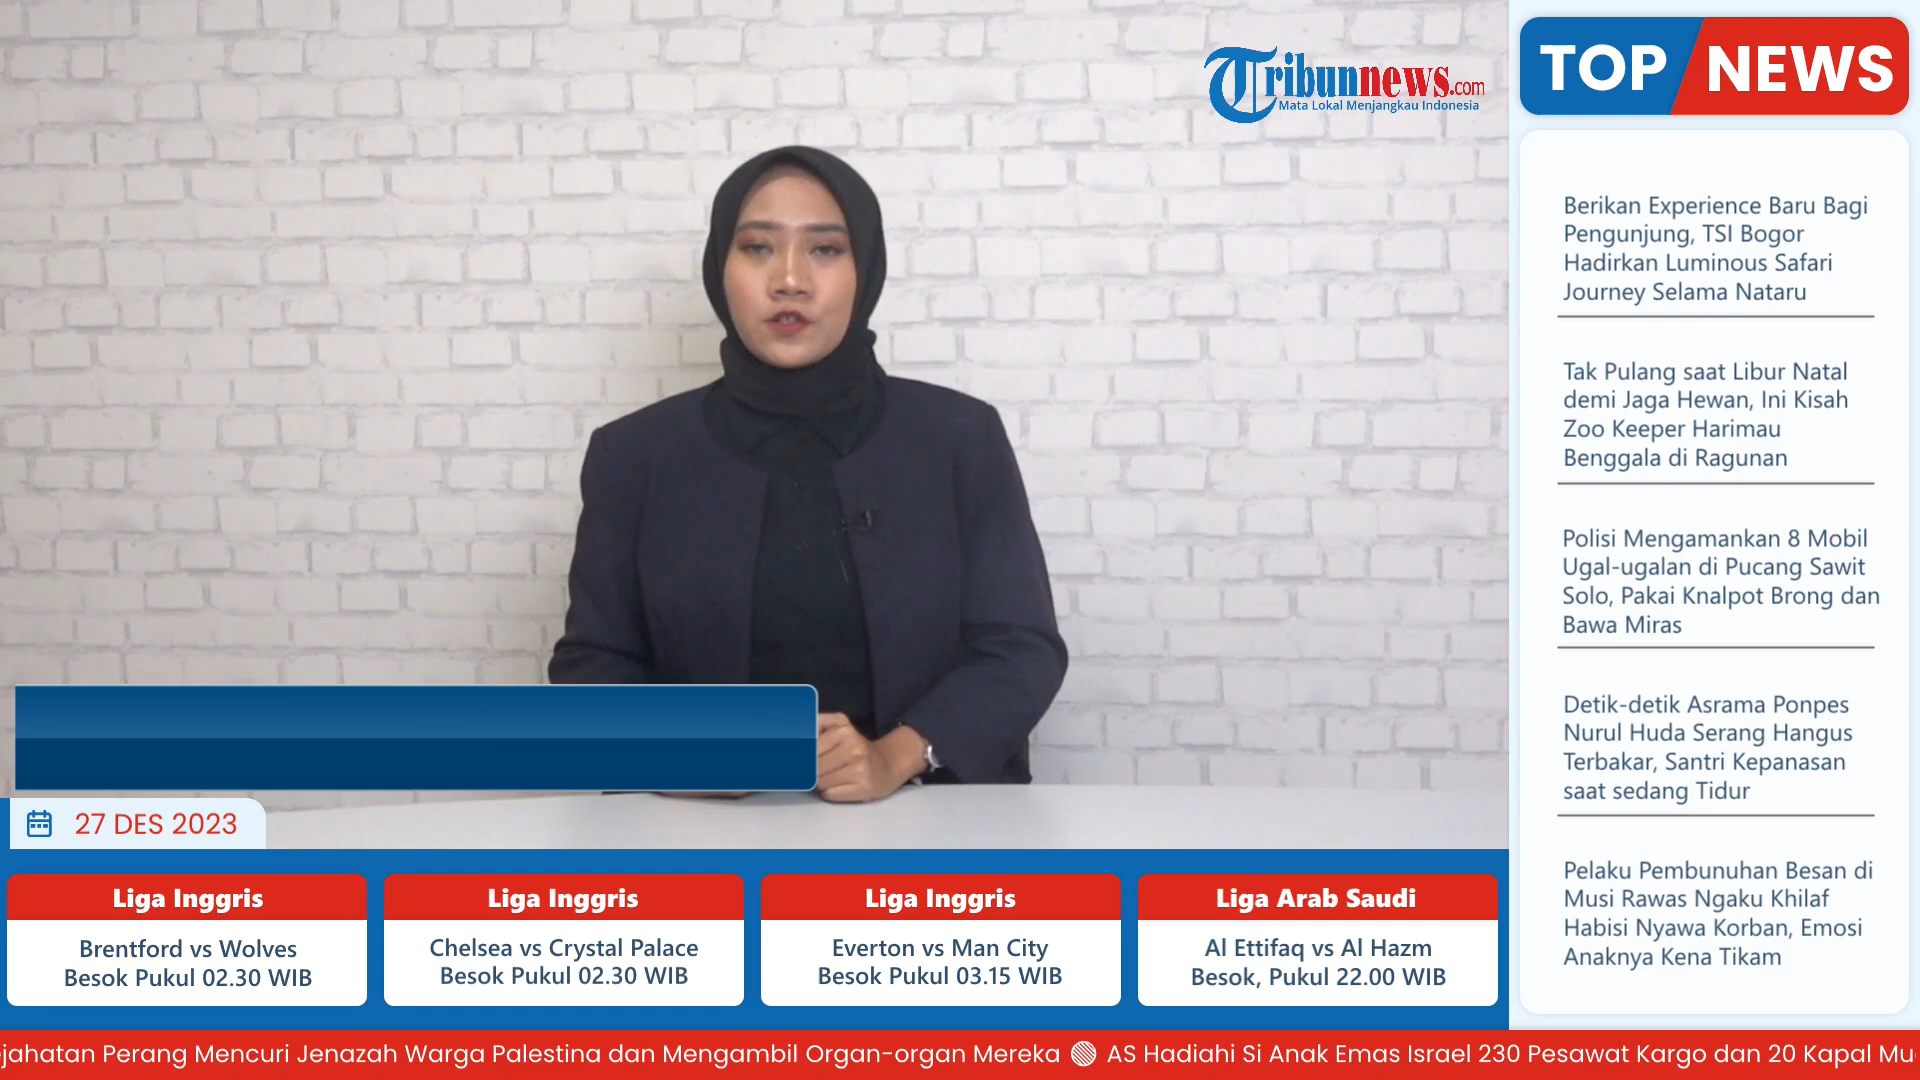 Tribunnews.com
Mata Lokal Menjangkau Indonesia
TOP NEWS
Berikan Experience Baru Bagi
Pengunjung, TSI Bogor
Hadirkan Luminous Safari
Journey Selama Nataru
Tak Pulang saat Libur Natal
demi Jaga Hewan, Ini Kisah
Zoo Keeper Harimau
Benggala di Ragunan
Polisi Mengamankan 8 Mobil
Ugal-ugalan di Pucang Sawit
Solo, Pakai Knalpot Brong dan
Bawa Miras
Detik-detik Asrama Ponpes
Nurul Huda Serang Hangus
Terbakar, Santri Kepanasan
saat sedang Tidur
Pelaku Pembunuhan Besan di
Musi Rawas Ngaku Khilaf
Habisi Nyawa Korban, Emosi
Anaknya Kena Tikam
27 DES 2023
Liga Inggris
Brentford vs Wolves
Besok Pukul 02.30 WIB
Liga Inggris
Chelsea vs Crystal Palace
Besok Pukul 02.30 WIB
Liga Inggris
Everton vs Man City
Besok Pukul 03.15 WIB
Liga Arab Saudi
Al Ettifaq vs Al Hazm
Besok, Pukul 22.00 WIB
jahatan Perang Mencuri Jenazah Warga Palestina dan Mengambil Organ-organ Mereka AS Hadiahi Si Anak Emas Israel 230 Pesawat Kargo dan 20 Kapal Mu